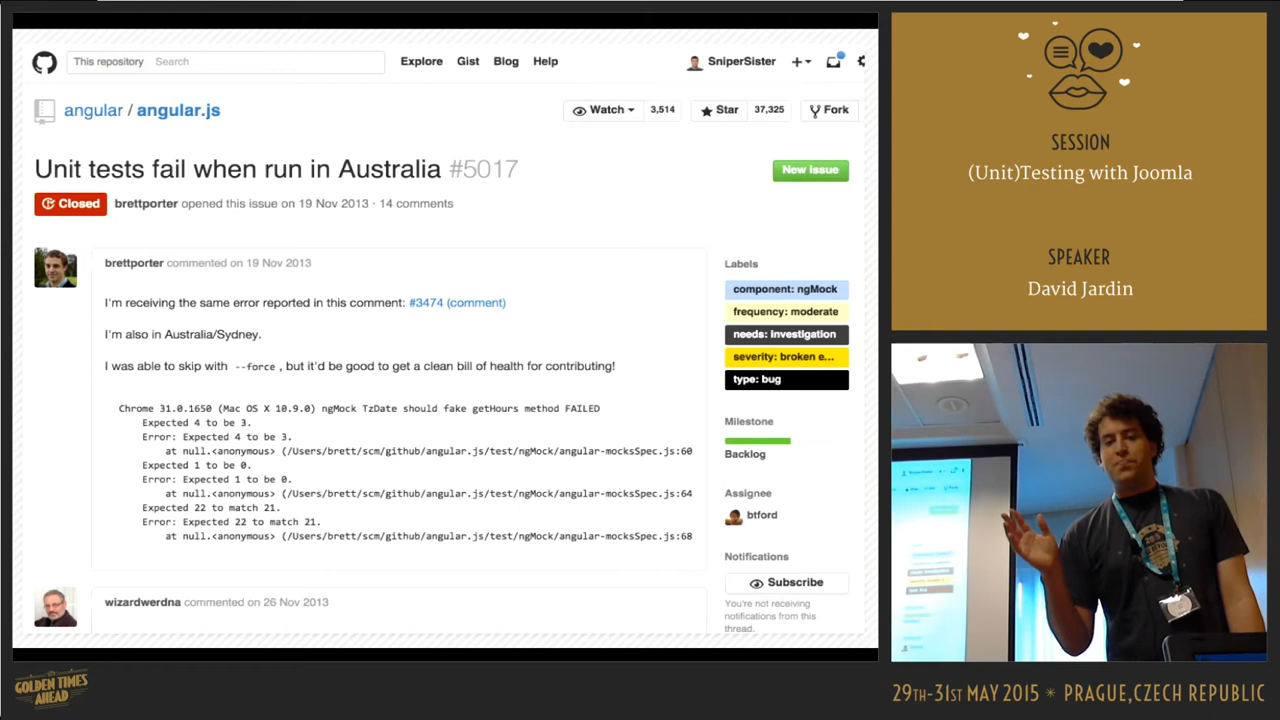 This repository Search
Explore Gist Blog Help
SniperSister
angular / angular.js
Watch 3,514 Star 37,325 Fork
Unit tests fail when run in Australia #5017
New issue
Closed brettporter opened this issue on 19 Nov 2013 · 14 comments
brettporter commented on 19 Nov 2013
I'm receiving the same error reported in this comment: #3474 (comment)
I'm also in Australia/Sydney.
I was able to skip with --force , but it'd be good to get a clean bill of health for contributing!
Chrome 31.0.1650 (Mac OS X 10.9.0) ngMock TzDate should fake getHours method FAILED
Expected 4 to be 3.
Error: Expected 4 to be 3.
at null.<anonymous> (/Users/brett/scm/github/angular.js/test/ngMock/angular-mocksSpec.js:60
Expected 1 to be 0.
Error: Expected 1 to be 0.
at null.<anonymous> (/Users/brett/scm/github/angular.js/test/ngMock/angular-mocksSpec.js:64
Expected 22 to match 21.
Error: Expected 22 to match 21.
at null.<anonymous> (/Users/brett/scm/github/angular.js/test/ngMock/angular-mocksSpec.js:68
wizardwerdna commented on 26 Nov 2013
Labels
component: ngMock
frequency: moderate
needs: investigation
severity: broken e...
type: bug
Milestone
Backlog
Assignee
btford
Notifications
Subscribe
You're not receiving
notifications from this
thread.
SESSION
(Unit)Testing with Joomla
SPEAKER
David Jardin
GOLDEN TIMES
AHEAD
29TH-31ST MAY 2015 * PRAGUE,CZECH REPUBLIC